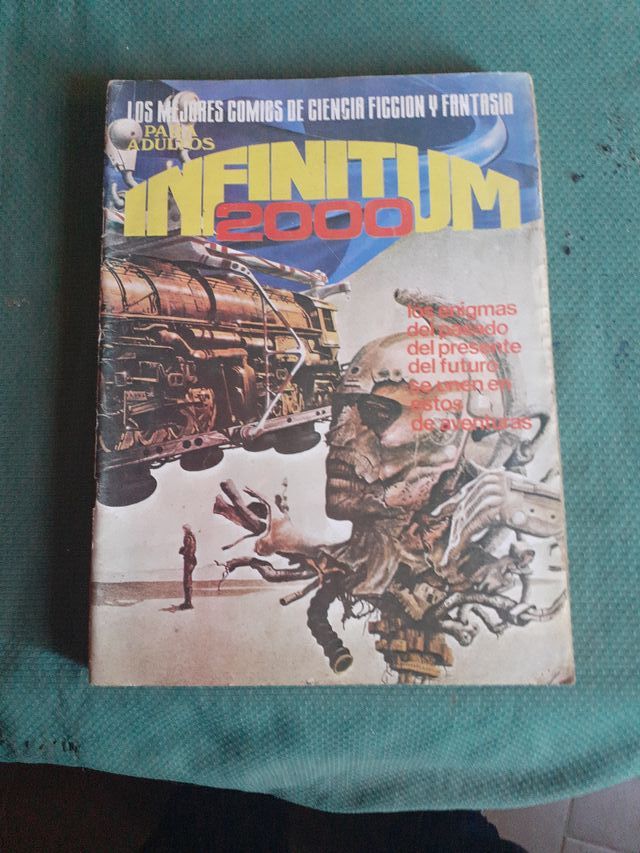 LOS MEJORES COMICS DE CIENCIA FICCION Y FANTASIA
PARA
ADULTOS
INFINITUM
2000
los enigmas
del pasado
del presente
del futuro
se unen en
estos
de aventuras